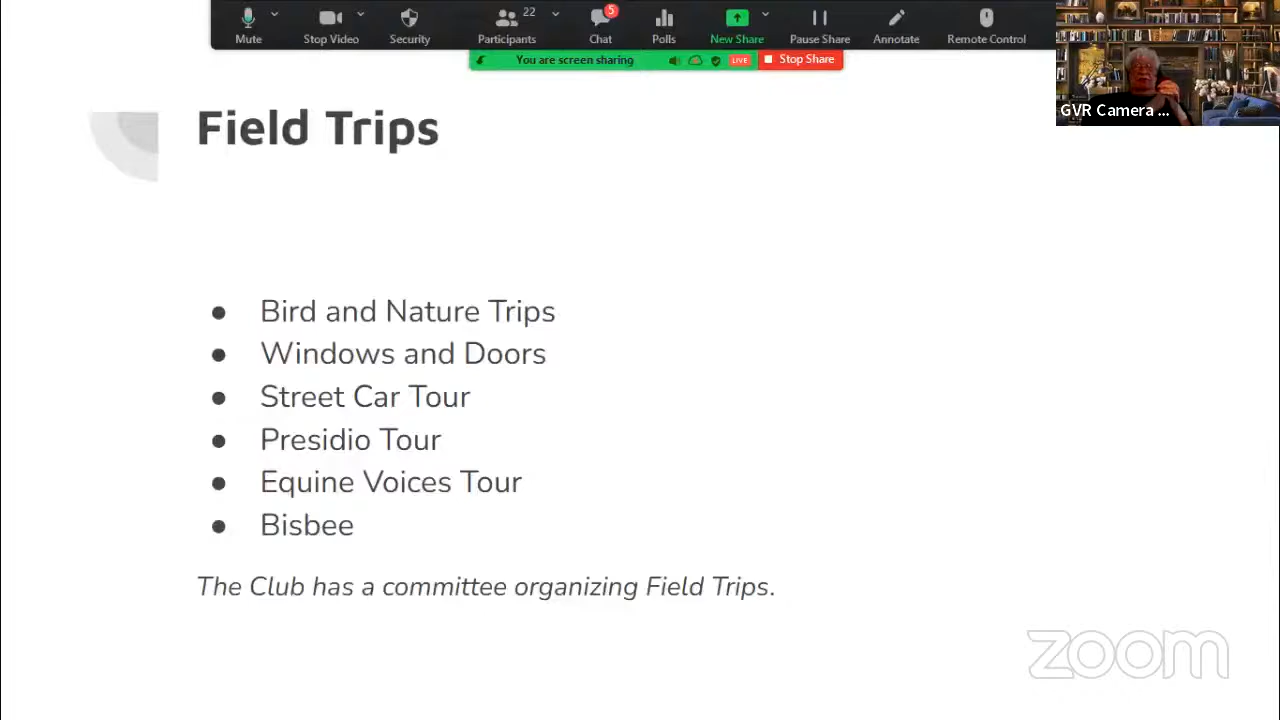 22
5
Mute
Stop Video
Security
Participants
Chat
Polls
New Share
Pause Share
Annotate
Remote Control
You are screen sharing
LIVE
Stop Share
GVR Camera ...
Field Trips
● Bird and Nature Trips
● Windows and Doors
● Street Car Tour
● Presidio Tour
● Equine Voices Tour
● Bisbee
The Club has a committee organizing Field Trips.
zoom